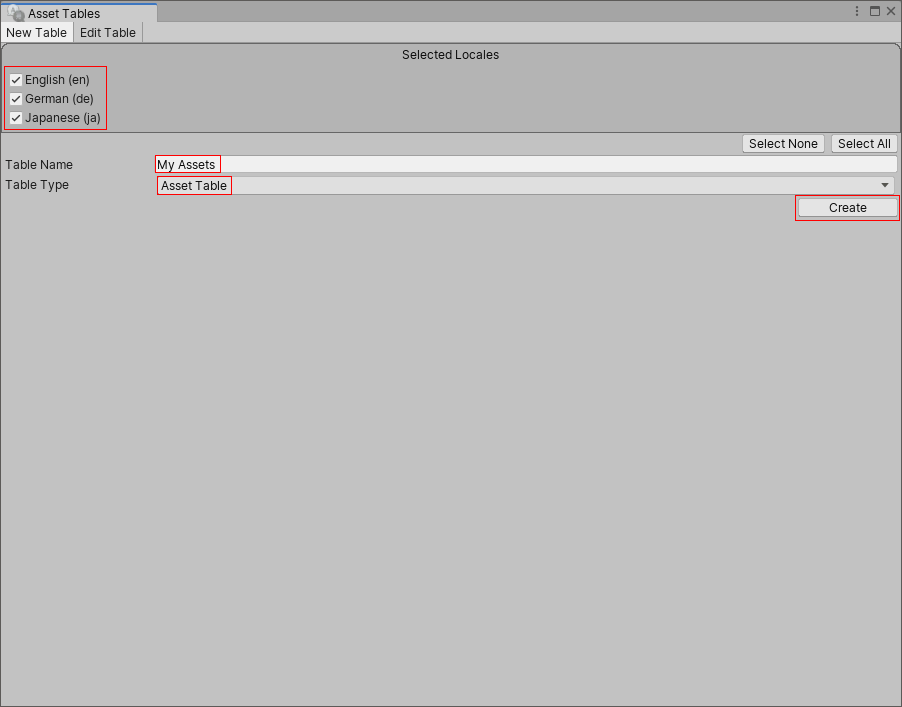 Asset Tables
New Table Edit Table
Selected Locales
English (en)
German (de)
Japanese (ja)
Select None Select All
Table Name My Assets
Table Type Asset Table
Create